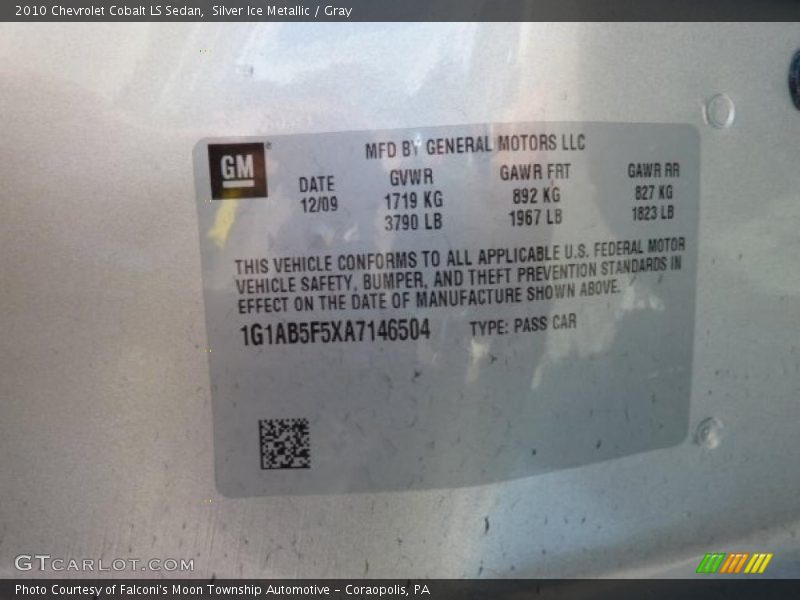 2010 Chevrolet Cobalt LS Sedan,  Silver Ice Metallic / Gray
GM ®
MFD BY GENERAL MOTORS LLC
DATE GVWR GAWR FRT GAWR RR
12/09 1719 KG 892 KG 827 KG
3790 LB 1967 LB 1823 LB
THIS VEHICLE CONFORMS TO ALL APPLICABLE U.S. FEDERAL MOTOR
VEHICLE SAFETY, BUMPER, AND THEFT PREVENTION STANDARDS IN
EFFECT ON THE DATE OF MANUFACTURE SHOWN ABOVE.
1G1AB5F5XA7146504 TYPE: PASS CAR
GTCARLOT.COM
Photo Courtesy of Falconi's Moon Township Automotive - Coraopolis, PA